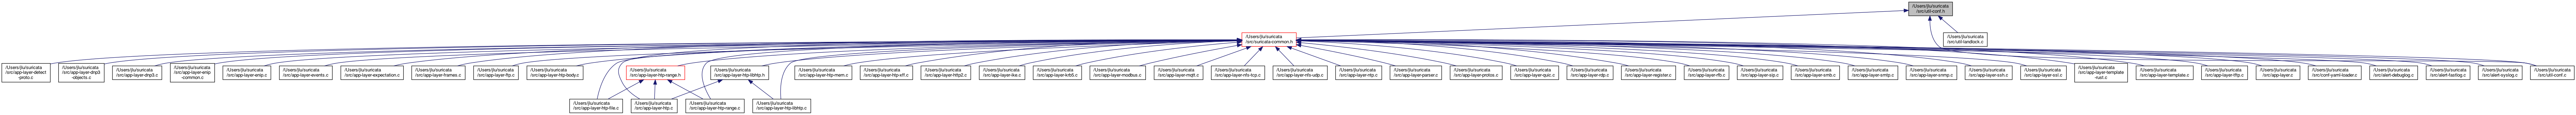 /Users/jlu/suricata
/src/util-conf.h
/Users/jlu/suricata
/src/suricata-common.h
/Users/jlu/suricata
/src/util-landlock.c
/Users/jlu/suricata
/src/app-layer-detect
-proto.c
/Users/jlu/suricata
/src/app-layer-dnp3
-objects.c
/Users/jlu/suricata
/src/app-layer-dnp3.c
/Users/jlu/suricata
/src/app-layer-enip
-common.c
/Users/jlu/suricata
/src/app-layer-enip.c
/Users/jlu/suricata
/src/app-layer-events.c
/Users/jlu/suricata
/src/app-layer-expectation.c
/Users/jlu/suricata
/src/app-layer-frames.c
/Users/jlu/suricata
/src/app-layer-ftp.c
/Users/jlu/suricata
/src/app-layer-htp-body.c
/Users/jlu/suricata
/src/app-layer-htp-range.h
/Users/jlu/suricata
/src/app-layer-htp-libhtp.h
/Users/jlu/suricata
/src/app-layer-htp-mem.c
/Users/jlu/suricata
/src/app-layer-htp-xff.c
/Users/jlu/suricata
/src/app-layer-http2.c
/Users/jlu/suricata
/src/app-layer-ike.c
/Users/jlu/suricata
/src/app-layer-krb5.c
/Users/jlu/suricata
/src/app-layer-modbus.c
/Users/jlu/suricata
/src/app-layer-mqtt.c
/Users/jlu/suricata
/src/app-layer-nfs-tcp.c
/Users/jlu/suricata
/src/app-layer-nfs-udp.c
/Users/jlu/suricata
/src/app-layer-ntp.c
/Users/jlu/suricata
/src/app-layer-parser.c
/Users/jlu/suricata
/src/app-layer-protos.c
/Users/jlu/suricata
/src/app-layer-quic.c
/Users/jlu/suricata
/src/app-layer-rdp.c
/Users/jlu/suricata
/src/app-layer-register.c
/Users/jlu/suricata
/src/app-layer-rfb.c
/Users/jlu/suricata
/src/app-layer-sip.c
/Users/jlu/suricata
/src/app-layer-smb.c
/Users/jlu/suricata
/src/app-layer-smtp.c
/Users/jlu/suricata
/src/app-layer-snmp.c
/Users/jlu/suricata
/src/app-layer-ssh.c
/Users/jlu/suricata
/src/app-layer-ssl.c
/Users/jlu/suricata
/src/app-layer-template
-rust.c
/Users/jlu/suricata
/src/app-layer-template.c
/Users/jlu/suricata
/src/app-layer-tftp.c
/Users/jlu/suricata
/src/app-layer.c
/Users/jlu/suricata
/src/conf-yaml-loader.c
/Users/jlu/suricata
/src/alert-debuglog.c
/Users/jlu/suricata
/src/alert-fastlog.c
/Users/jlu/suricata
/src/alert-syslog.c
/Users/jlu/suricata
/src/util-conf.c
/Users/jlu/suricata
/src/app-layer-htp-file.c
/Users/jlu/suricata
/src/app-layer-htp.c
/Users/jlu/suricata
/src/app-layer-htp-range.c
/Users/jlu/suricata
/src/app-layer-htp-libhtp.c